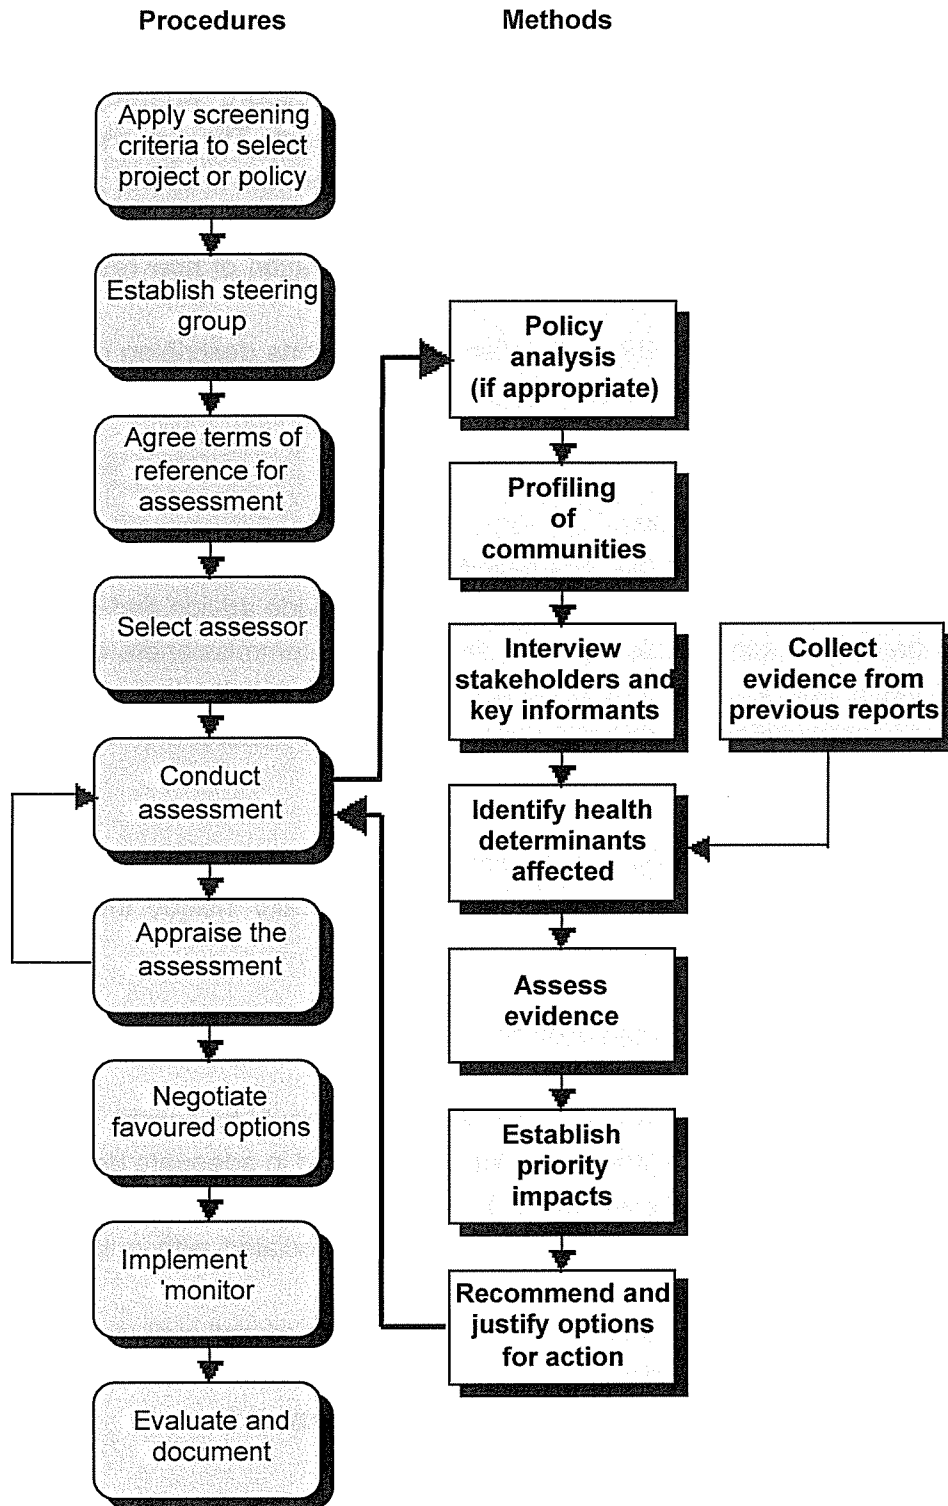 Procedures
Methods
Apply screening
criteria to select
project or policy
Establish steering
group
Agree terms of
reference for
assessment
Select assessor
Conduct
assessment
Appraise the
assessment
Negotiate
favoured options
Implement
'monitor
Evaluate and
document
Policy
analysis
(if appropriate)
Profiling
of
communities
Interview
stakeholders and
key informants
Collect
evidence from
previous reports
Identify health
determinants
affected
Assess
evidence
Establish
priority
impacts
Recommend and
justify options
for action